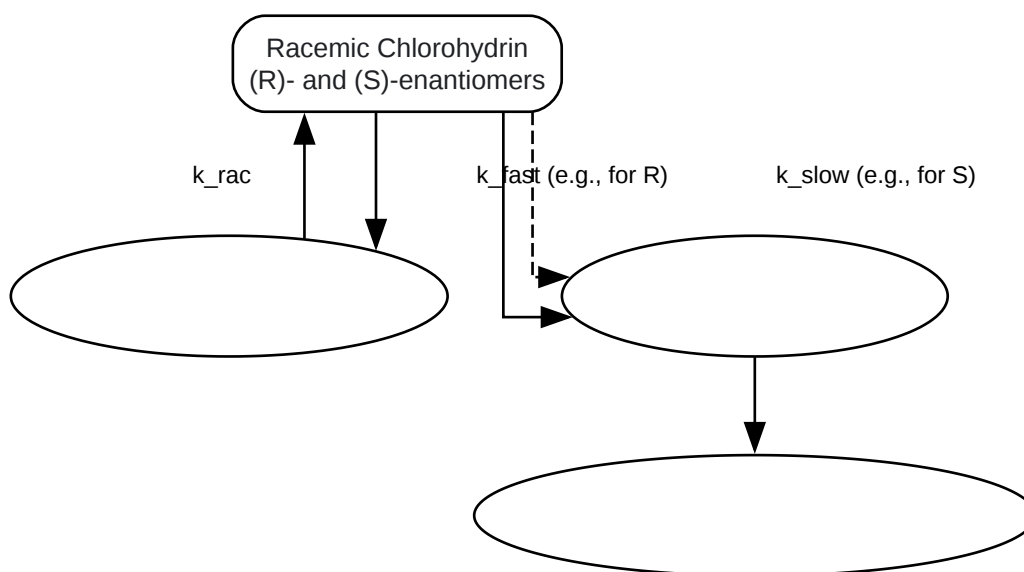 Racemic Chlorohydrin
(R)- and (S)-enantiomers
k_rac
k_fast (e.g., for R)
k_slow (e.g., for S)